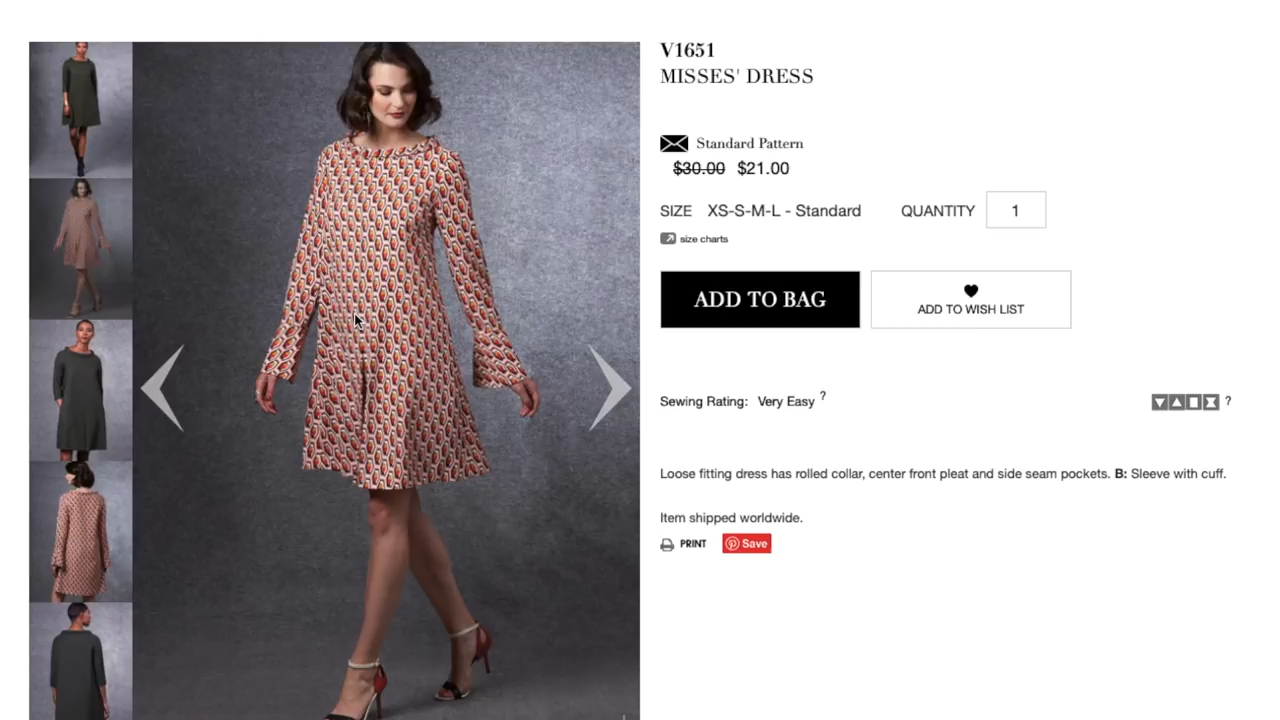 V1651
MISSES' DRESS
Standard Pattern
$30.00 $21.00
SIZE XS-S-M-L - Standard QUANTITY 1
size charts
ADD TO BAG
ADD TO WISH LIST
Sewing Rating: Very Easy ?
?
Loose fitting dress has rolled collar, center front pleat and side seam pockets. B: Sleeve with cuff.
Item shipped worldwide.
PRINT Save